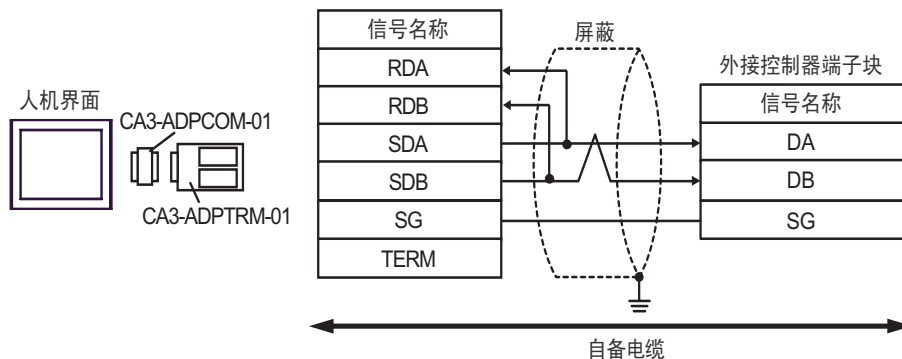 人机界面
CA3-ADPCOM-01
CA3-ADPTRM-01
信号名称
RDA
RDB
SDA
SDB
SG
TERM
屏蔽
外接控制器端子块
信号名称
DA
DB
SG
自备电缆